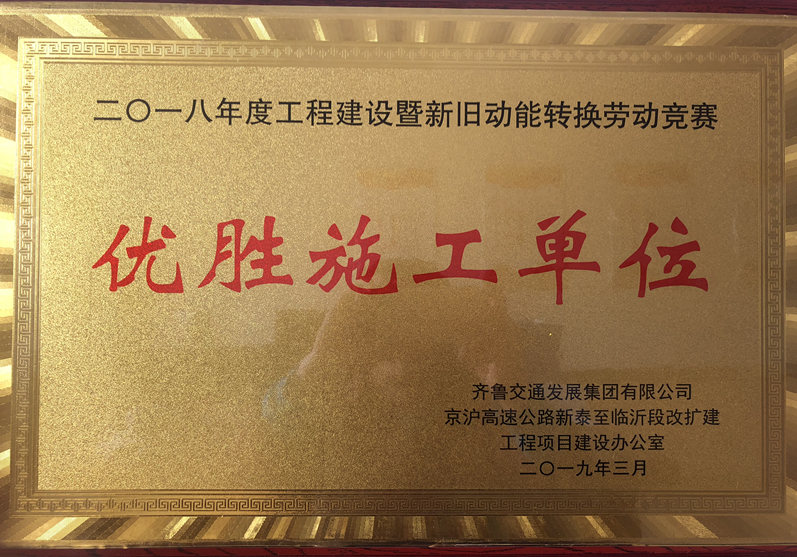 二〇一八年度工程建设暨新旧动能转换劳动竞赛
优胜施工单位
齐鲁交通发展集团有限公司
京沪高速公路新泰至临沂段改扩建
工程项目建设办公室
二〇一九年三月